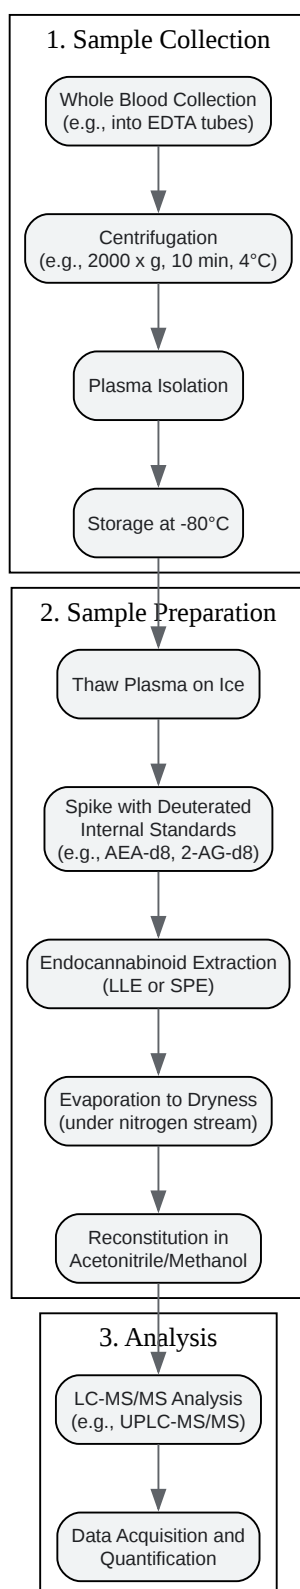 1. Sample Collection
Whole Blood Collection
(e.g., into EDTA tubes)
Centrifugation
(e.g., 2000 x g, 10 min, 4°C)
Plasma Isolation
Storage at -80°C
2. Sample Preparation
Thaw Plasma on Ice
Spike with Deuterated
Internal Standards
(e.g., AEA-d8, 2-AG-d8)
Endocannabinoid Extraction
(LLE or SPE)
Evaporation to Dryness
(under nitrogen stream)
Reconstitution in
Acetonitrile/Methanol
3. Analysis
LC-MS/MS Analysis
(e.g., UPLC-MS/MS)
Data Acquisition and
Quantification